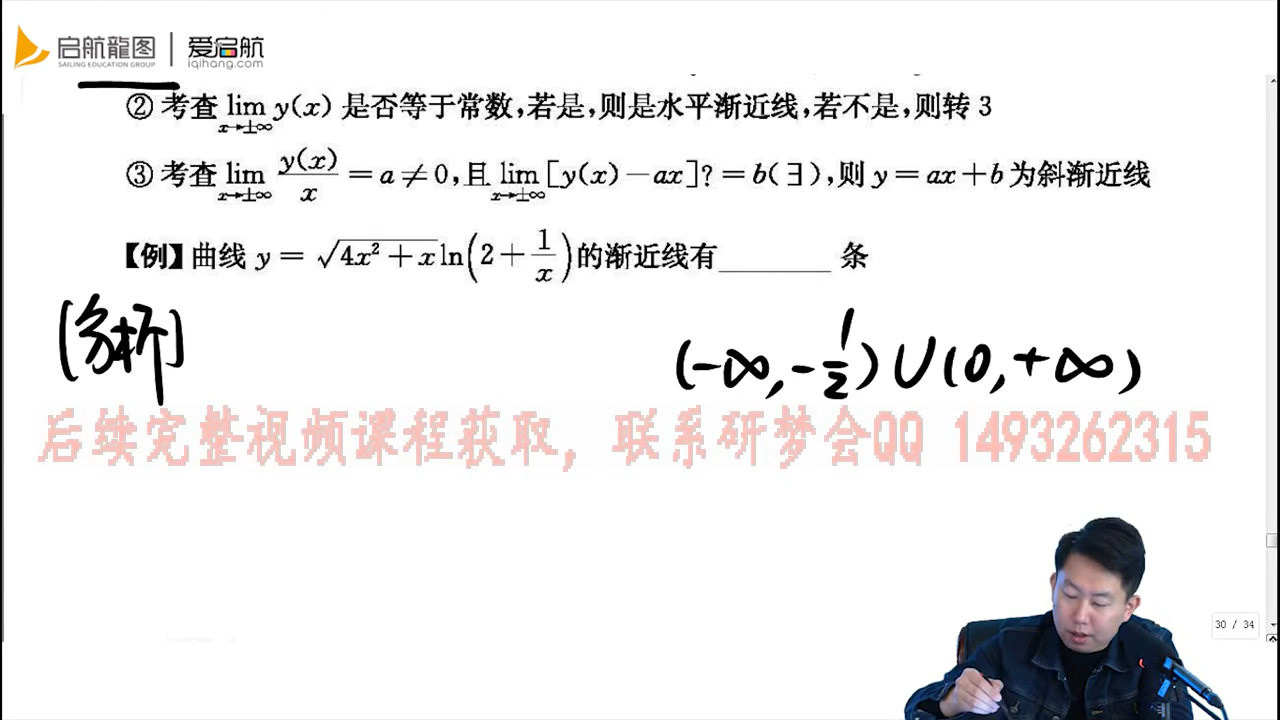 启航龍图 | 爱启航
SAILING EDUCATION GROUP iqihang.com
② 考查 lim x→±∞ y(x) 是否等于常数,若是,则是水平渐近线,若不是,则转 3
③ 考查 lim x→±∞ y(x)/x = a ≠ 0,且 lim x→±∞ [y(x) − ax]? = b(∃),则 y = ax + b 为斜渐近线
【例】曲线 y = √(4x² + x) ln(2 + 1/x) 的渐近线有________ 条
[分析]
(-∞, -1/2) ∪ (0, +∞)
后续完整视频课程获取，联系研梦会QQ 1493262315
30 / 34